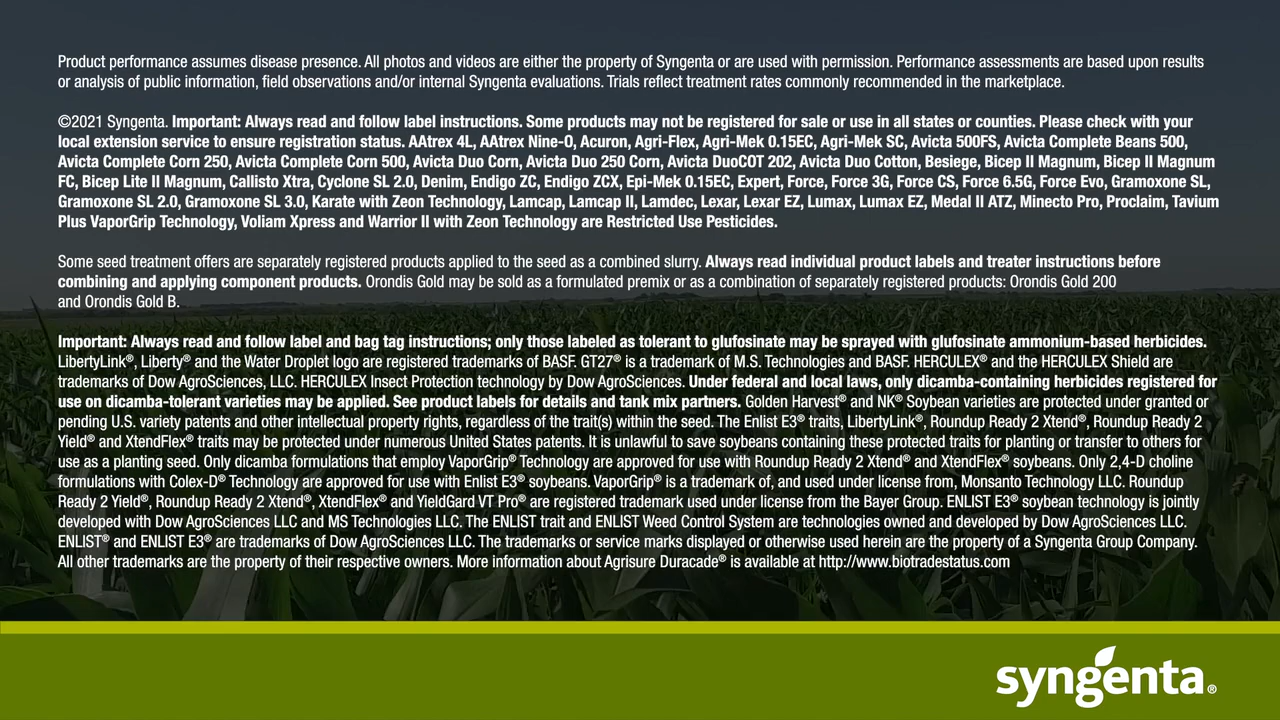 Product performance assumes disease presence. All photos and videos are either the property of Syngenta or are used with permission. Performance assessments are based upon results
or analysis of public information, field observations and/or internal Syngenta evaluations. Trials reflect treatment rates commonly recommended in the marketplace.
©2021 Syngenta. Important: Always read and follow label instructions. Some products may not be registered for sale or use in all states or counties. Please check with your
local extension service to ensure registration status. AAtrex 4L, AAtrex Nine-O, Acuron, Agri-Flex, Agri-Mek 0.15EC, Agri-Mek SC, Avicta 500FS, Avicta Complete Beans 500,
Avicta Complete Corn 250, Avicta Complete Corn 500, Avicta Duo Corn, Avicta Duo 250 Corn, Avicta DuoCOT 202, Avicta Duo Cotton, Besiege, Bicep II Magnum, Bicep II Magnum
FC, Bicep Lite II Magnum, Callisto Xtra, Cyclone SL 2.0, Denim, Endigo ZC, Endigo ZCX, Epi-Mek 0.15EC, Expert, Force, Force 3G, Force CS, Force 6.5G, Force Evo, Gramoxone SL,
Gramoxone SL 2.0, Gramoxone SL 3.0, Karate with Zeon Technology, Lamcap, Lamcap II, Lamdec, Lexar, Lexar EZ, Lumax, Lumax EZ, Medal II ATZ, Minecto Pro, Proclaim, Tavium
Plus VaporGrip Technology, Voliam Xpress and Warrior II with Zeon Technology are Restricted Use Pesticides.
Some seed treatment offers are separately registered products applied to the seed as a combined slurry. Always read individual product labels and treater instructions before
combining and applying component products. Orondis Gold may be sold as a formulated premix or as a combination of separately registered products: Orondis Gold 200
and Orondis Gold B.
Important: Always read and follow label and bag tag instructions; only those labeled as tolerant to glufosinate may be sprayed with glufosinate ammonium-based herbicides.
LibertyLink®, Liberty® and the Water Droplet logo are registered trademarks of BASF. GT27® is a trademark of M.S. Technologies and BASF. HERCULEX® and the HERCULEX Shield are
trademarks of Dow AgroSciences, LLC. HERCULEX Insect Protection technology by Dow AgroSciences. Under federal and local laws, only dicamba-containing herbicides registered for
use on dicamba-tolerant varieties may be applied. See product labels for details and tank mix partners. Golden Harvest® and NK® Soybean varieties are protected under granted or
pending U.S. variety patents and other intellectual property rights, regardless of the trait(s) within the seed. The Enlist E3® traits, LibertyLink®, Roundup Ready 2 Xtend®, Roundup Ready 2
Yield® and XtendFlex® traits may be protected under numerous United States patents. It is unlawful to save soybeans containing these protected traits for planting or transfer to others for
use as a planting seed. Only dicamba formulations that employ VaporGrip® Technology are approved for use with Roundup Ready 2 Xtend® and XtendFlex® soybeans. Only 2,4-D choline
formulations with Colex-D® Technology are approved for use with Enlist E3® soybeans. VaporGrip® is a trademark of, and used under license from, Monsanto Technology LLC. Roundup
Ready 2 Yield®, Roundup Ready 2 Xtend®, XtendFlex® and YieldGard VT Pro® are registered trademark used under license from the Bayer Group. ENLIST E3® soybean technology is jointly
developed with Dow AgroSciences LLC and MS Technologies LLC. The ENLIST trait and ENLIST Weed Control System are technologies owned and developed by Dow AgroSciences LLC.
ENLIST® and ENLIST E3® are trademarks of Dow AgroSciences LLC. The trademarks or service marks displayed or otherwise used herein are the property of a Syngenta Group Company.
All other trademarks are the property of their respective owners. More information about Agrisure Duracade® is available at http://www.biotradestatus.com
syngenta®